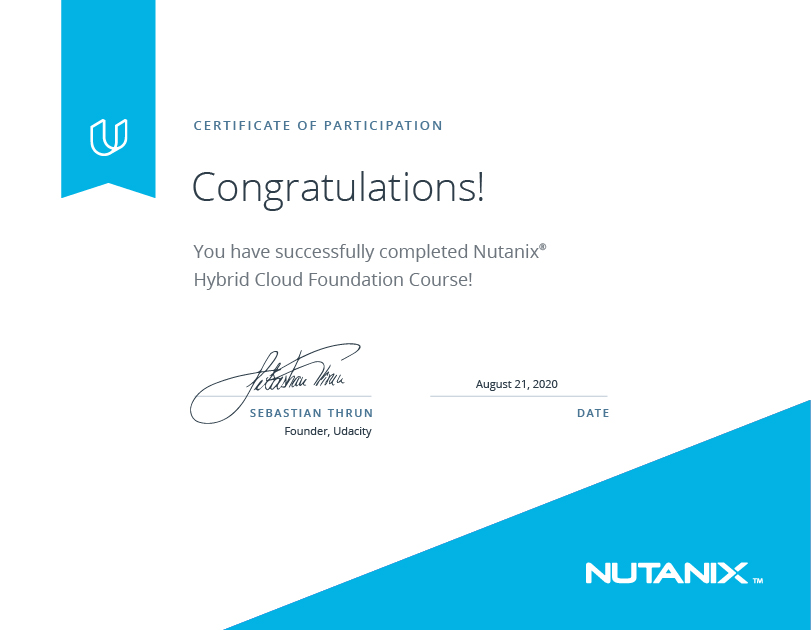 CERTIFICATE OF PARTICIPATION
Congratulations!
You have successfully completed Nutanix®
Hybrid Cloud Foundation Course!
Sebastian Thrun
August 21, 2020
SEBASTIAN THRUN
DATE
Founder, Udacity
NUTANIX™